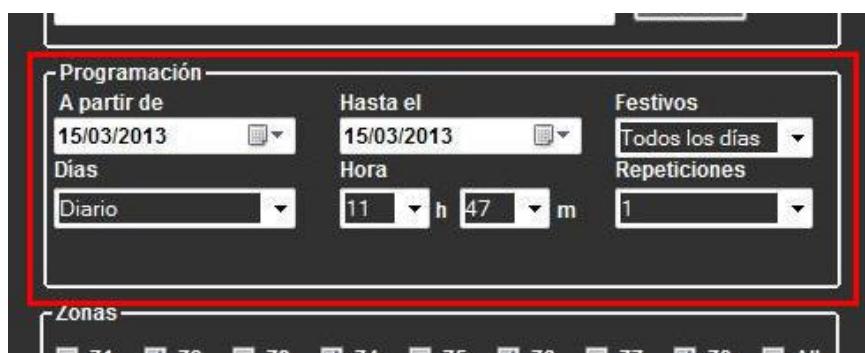 Programación
A partir de Hasta el Festivos
15/03/2013 15/03/2013 Todos los días
Días Hora Repeticiones
Diario 11 h 47 m 1
Zonas